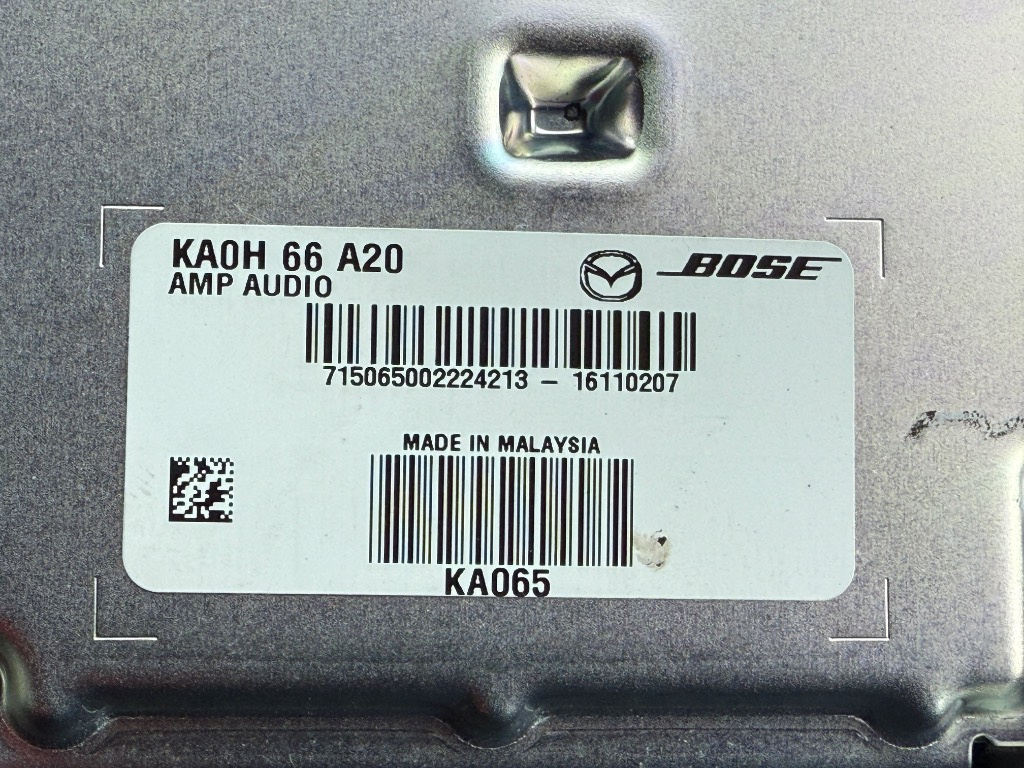 KA0H 66 A20
AMP AUDIO
BOSE
715065002224213 - 16110207
MADE IN MALAYSIA
KA065